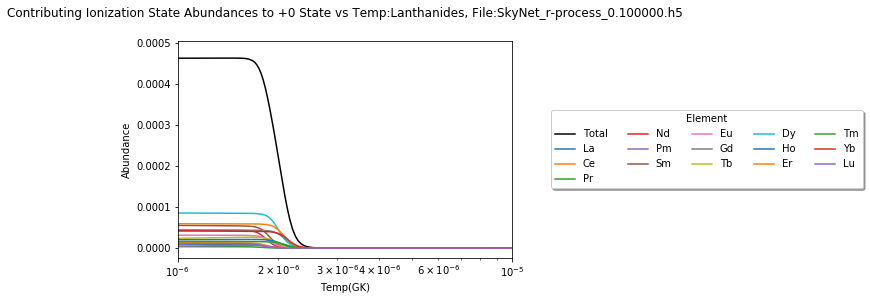 Contributing Ionization State Abundances to +0 State vs Temp:Lanthanides, File:SkyNet_r-process_0.100000.h5
0.0005
0.0004
0.0003
0.0002
0.0001
0.0000
Abundance
10⁻⁶
2 × 10⁻⁶
3 × 10⁻⁶
4 × 10⁻⁶
6 × 10⁻⁶
10⁻⁵
Temp(GK)
Element
Total
La
Ce
Pr
Nd
Pm
Sm
Eu
Gd
Tb
Dy
Ho
Er
Tm
Yb
Lu